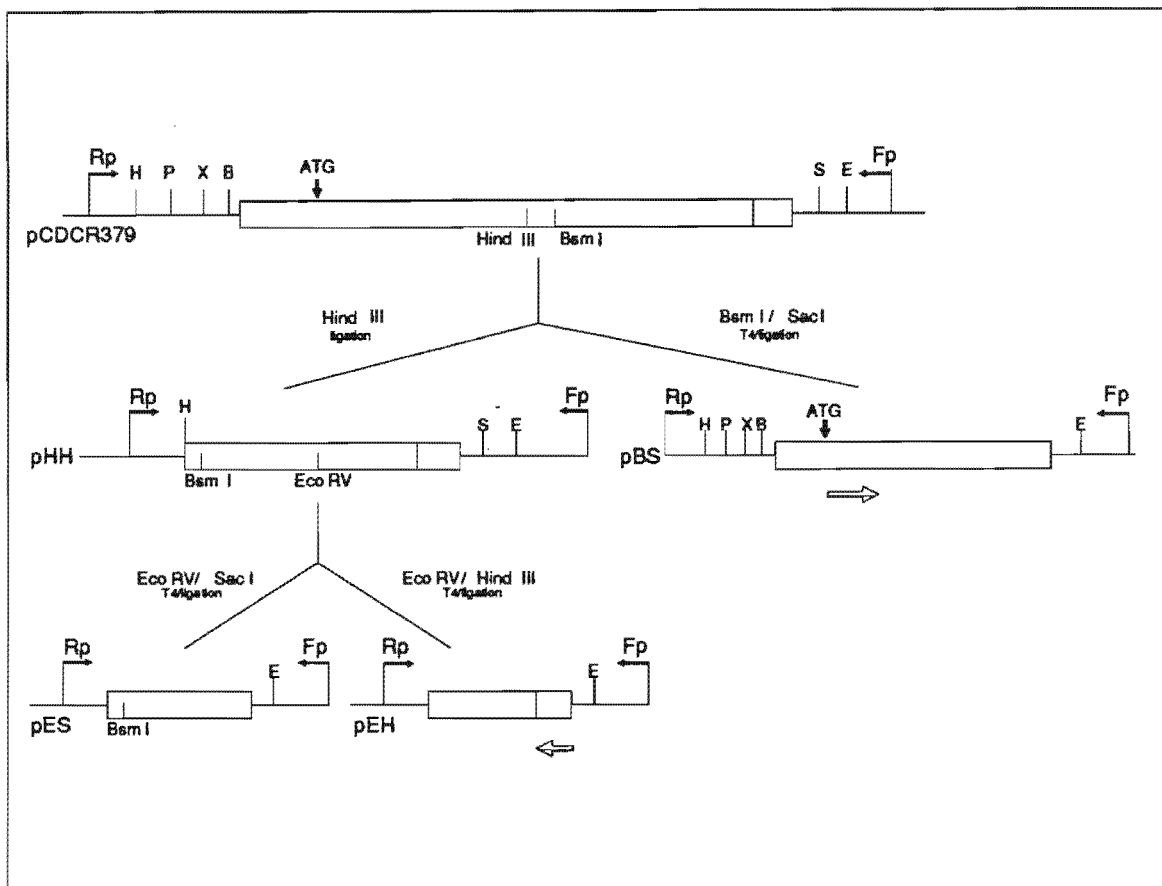 Rp H P X B ATG S E Fp
pCDCR379
Hind III Bsm I
Hind III
ligation
Bsm I / Sac I
T4/ligation
Rp H Fp
S E
pHH
Bsm I Eco RV
Rp H P X B ATG E Fp
pBS
Eco RV/ Sac I
T4/ligation
Eco RV/ Hind III
T4/ligation
Rp E Fp
pES
Bsm I
Rp E Fp
pEH